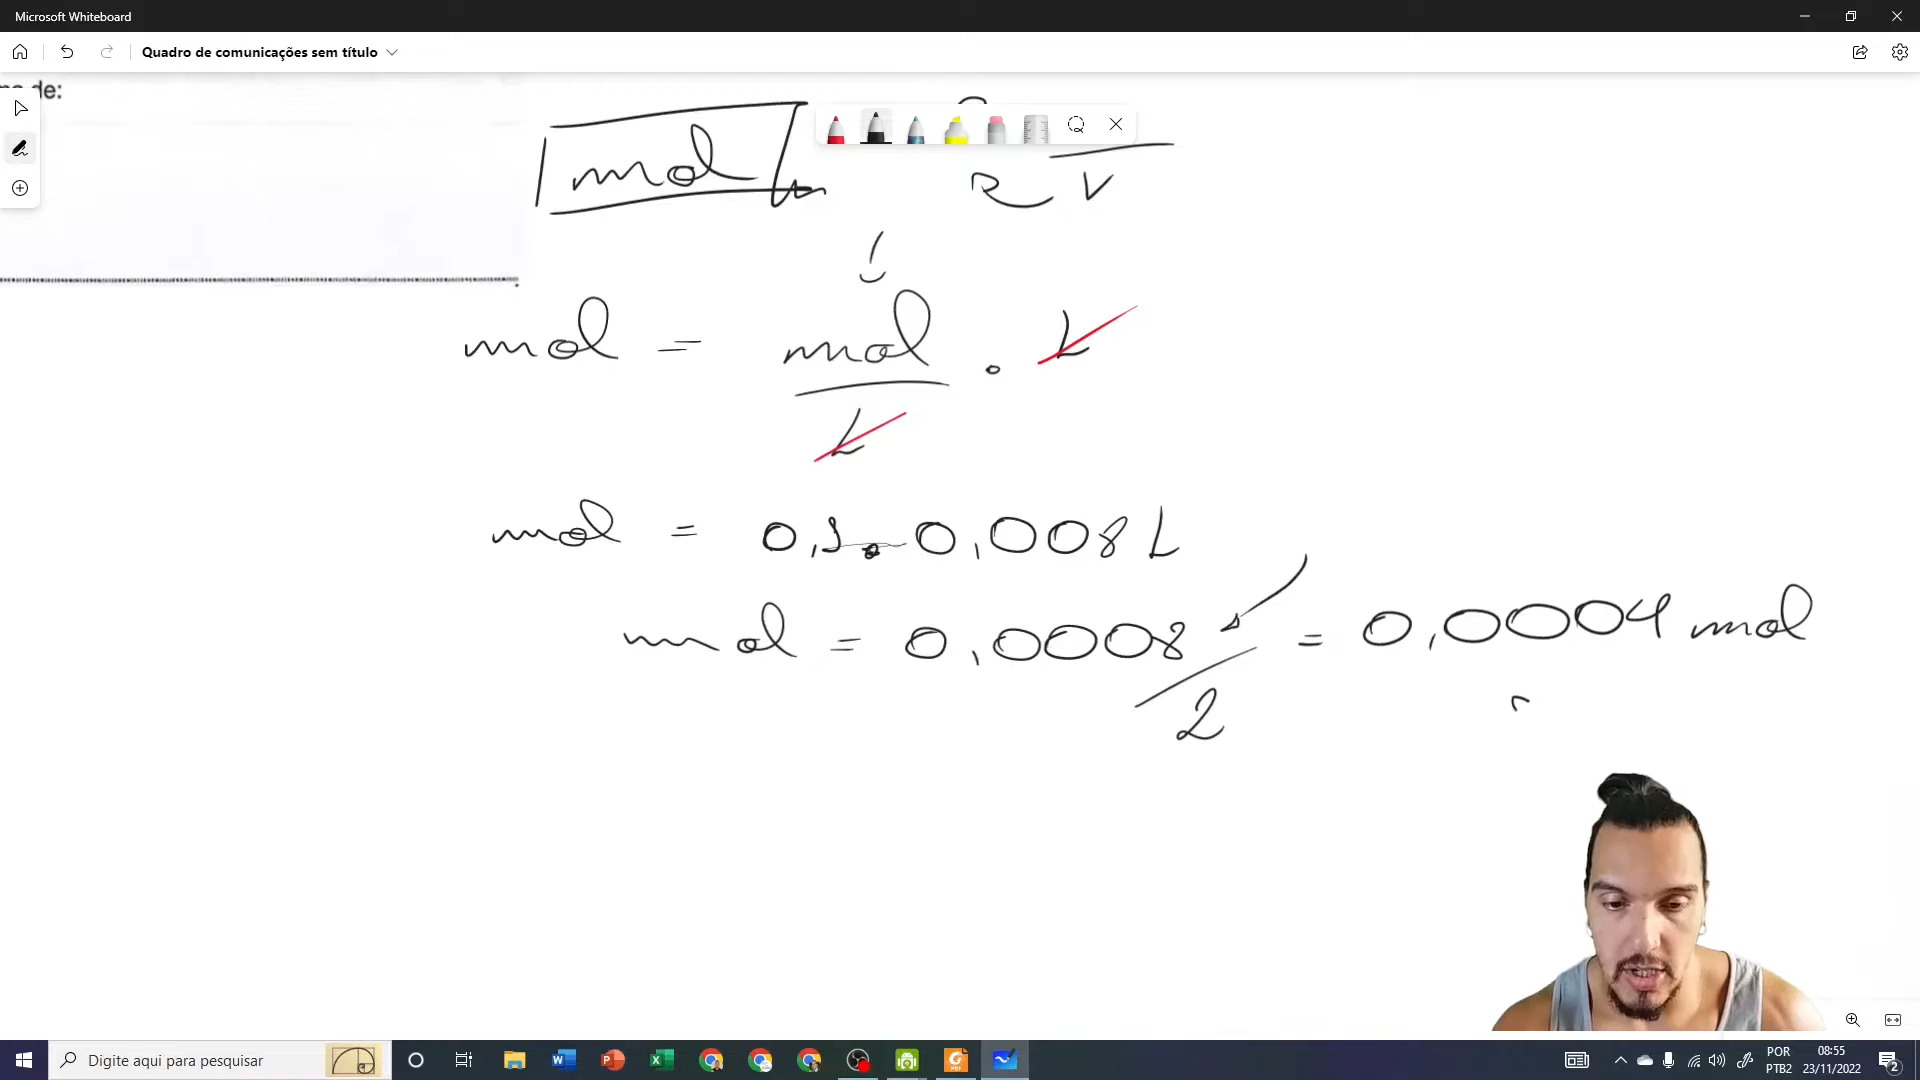 Microsoft Whiteboard
Quadro de comunicações sem título
de:
mol
V
mol = mol . L
L
mol = 0,1 . 0,008 L
mol = 0,0008 = 0,0004 mol
2
Digite aqui para pesquisar
POR
PTB2
08:55
23/11/2022
2